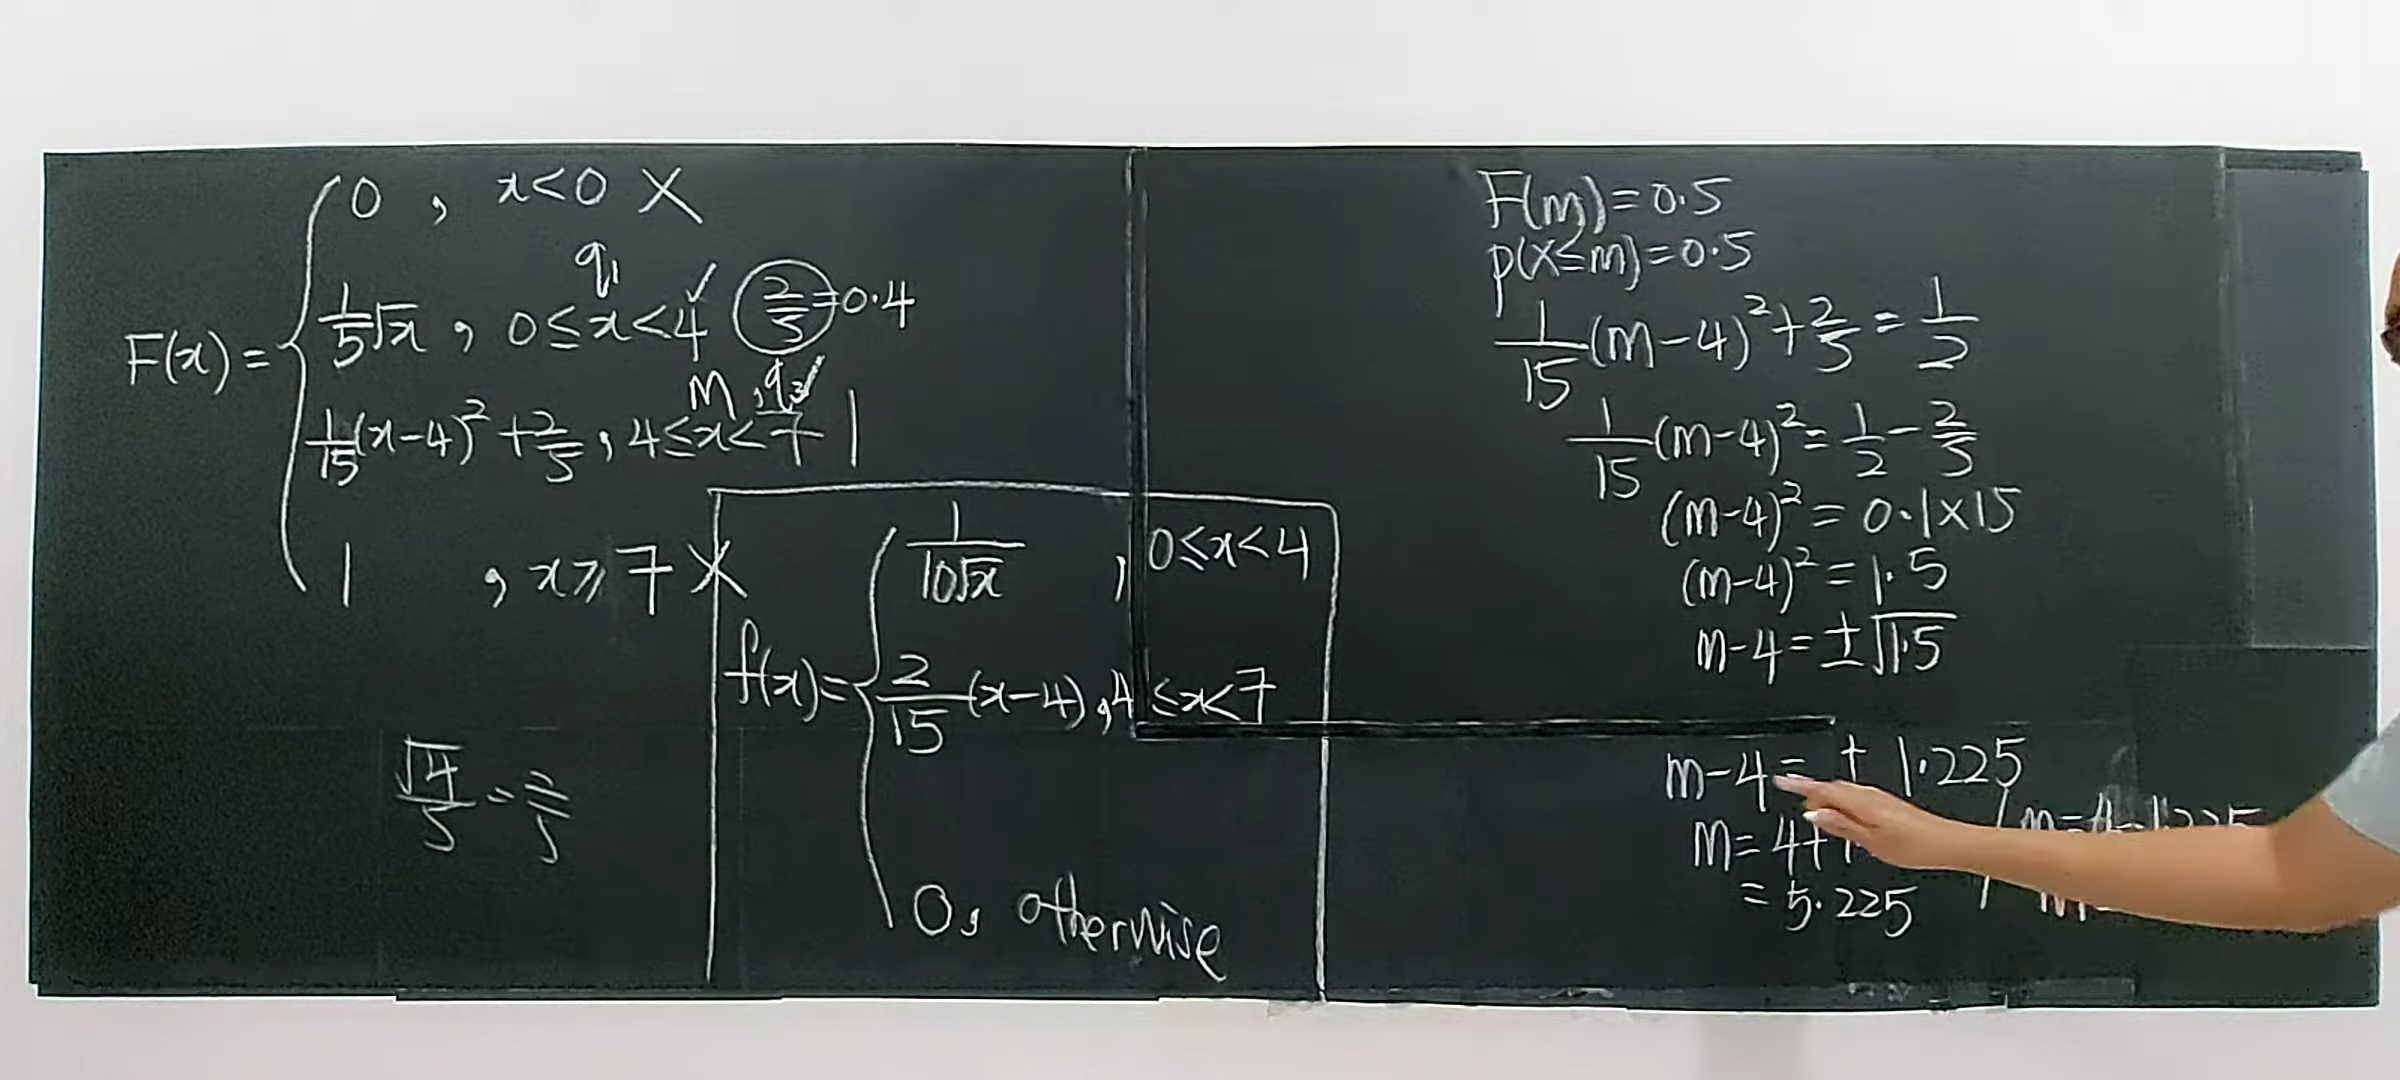 F(x) = { 0 , x<0 X
q₁
1/5 √x , 0≤x<4 ✓ 2/5 = 0.4
m , q₃ ✓
1/15 (x-4)² + 2/5 , 4≤x<7 1
1 , x≥7 X
√4/5 = 2/5
f(x) = { 1/(10√x) , 0≤x<4
2/15 (x-4) , 4≤x<7
0, otherwise
F(m) = 0.5
P(X≤m) = 0.5
1/15 (m-4)² + 2/5 = 1/2
1/15 (m-4)² = 1/2 - 2/5
(m-4)² = 0.1×15
(m-4)² = 1.5
m-4 = ±√1.5
m-4 = ± 1.225
m = 4+
= 5.225